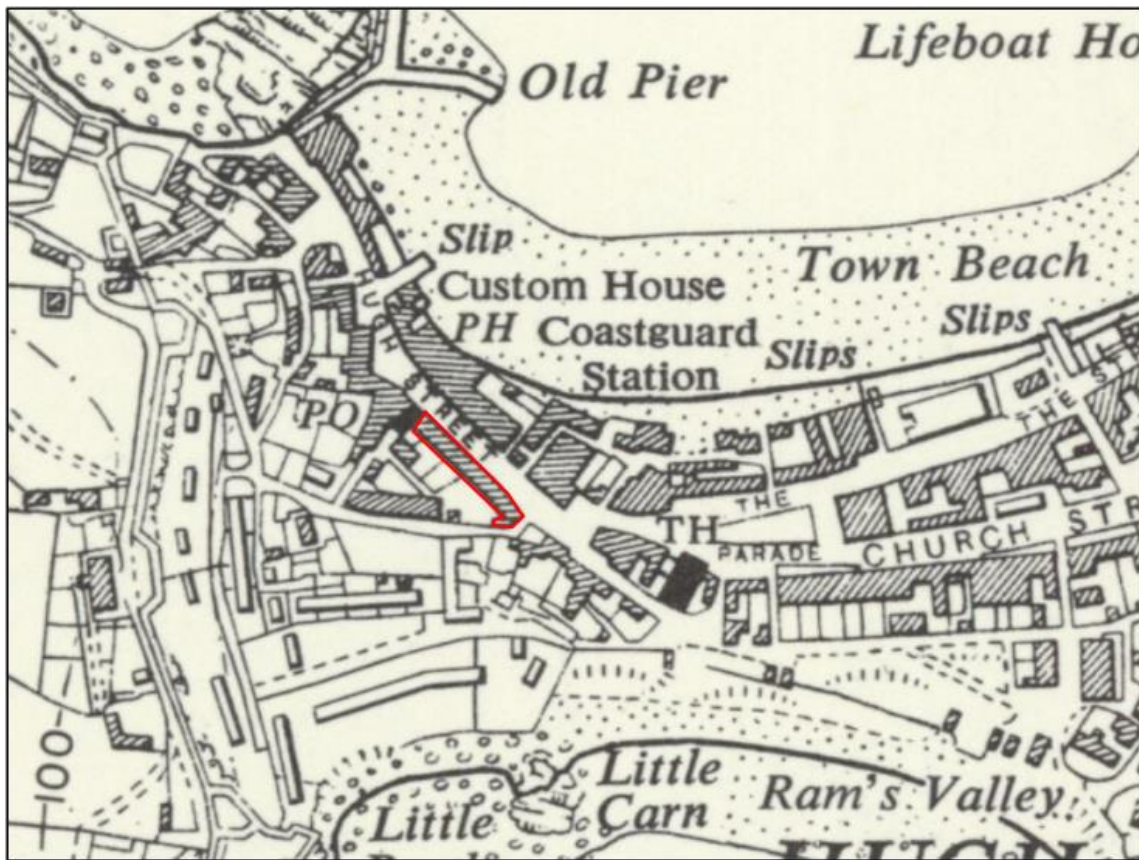 Lifeboat Ho
Old Pier
Slip
Town Beach
Custom House
Slips
PH Coastguard
Slips
Station
STREET
PO
THE
THE
TH
PARADE
CHURCH STR
100
Little
Carn
Ram's Valley
Little
HUGH